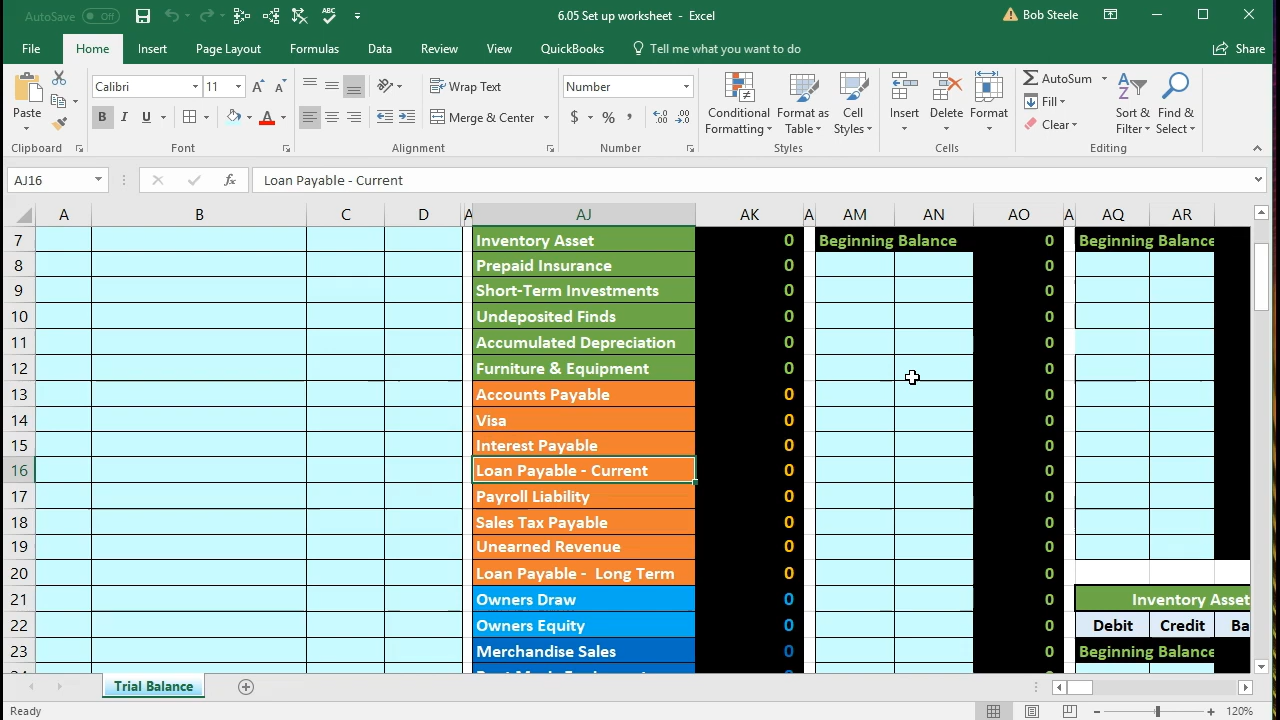 AutoSave Off
6.05 Set up worksheet - Excel
Bob Steele
File Home Insert Page Layout Formulas Data Review View QuickBooks Tell me what you want to do Share
Paste
Calibri 11
Wrap Text
Number
Conditional Formatting
Format as Table
Cell Styles
Insert Delete Format
AutoSum
Fill
Clear
Sort & Filter
Find & Select
B I U
Merge & Center
$ % ,
Clipboard Font Alignment Number Styles Cells Editing
AJ16 fx Loan Payable - Current
A B C D A AJ AK A AM AN AO A AQ AR
7 Inventory Asset 0 Beginning Balance 0 Beginning Balance
8 Prepaid Insurance 0 0
9 Short-Term Investments 0 0
10 Undeposited Finds 0 0
11 Accumulated Depreciation 0 0
12 Furniture & Equipment 0 0
13 Accounts Payable 0 0
14 Visa 0 0
15 Interest Payable 0 0
16 Loan Payable - Current 0 0
17 Payroll Liability 0 0
18 Sales Tax Payable 0 0
19 Unearned Revenue 0 0
20 Loan Payable - Long Term 0 0
21 Owners Draw 0 0 Inventory Asset
22 Owners Equity 0 0 Debit Credit Ba
23 Merchandise Sales 0 0 Beginning Balance
Trial Balance
Ready
120%